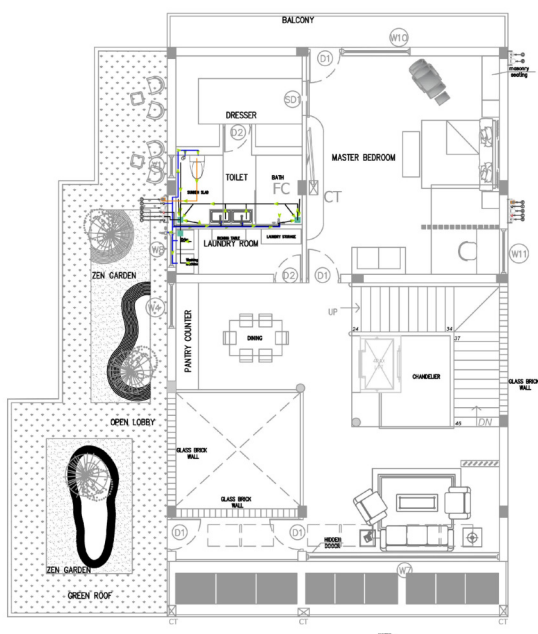 BALCONY
W10
D1
masonry
seating
SD1
DRESSER
D2
MASTER BEDROOM
TOILET
BATH
FC
CT
SUNKEN SLAB
W6
LAUNDRY ROOM
LAUNDRY STORAGE
W11
ZEN GARDEN
D2
D1
W4
PANTRY COUNTER
UP
24
34
37
DINING
CHANDELIER
GLASS BRICK
WALL
46
DN
OPEN LOBBY
GLASS BRICK
WALL
GLASS BRICK
WALL
D1
D1
HIDDEN
DOOR
W7
ZEN GARDEN
GREEN ROOF
CT
CT
CT